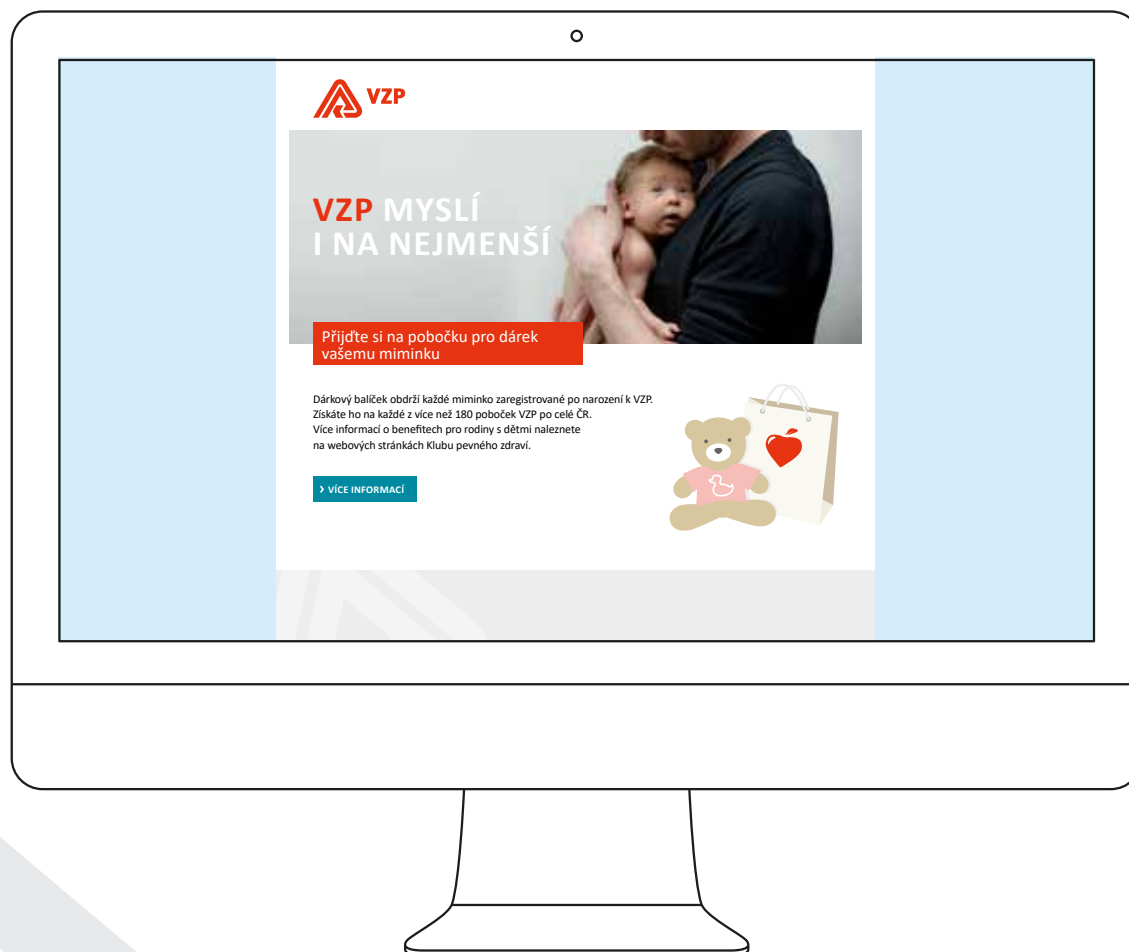 VZP
VZP MYSLÍ
I NA NEJMENŠÍ
Přijďte si na pobočku pro dárek
vašemu miminku
Dárkový balíček obdrží každé miminko zaregistrované po narození k VZP.
Získáte ho na každé z více než 180 poboček VZP po celé ČR.
Více informací o benefitech pro rodiny s dětmi naleznete
na webových stránkách Klubu pevného zdraví.
› VÍCE INFORMACÍ